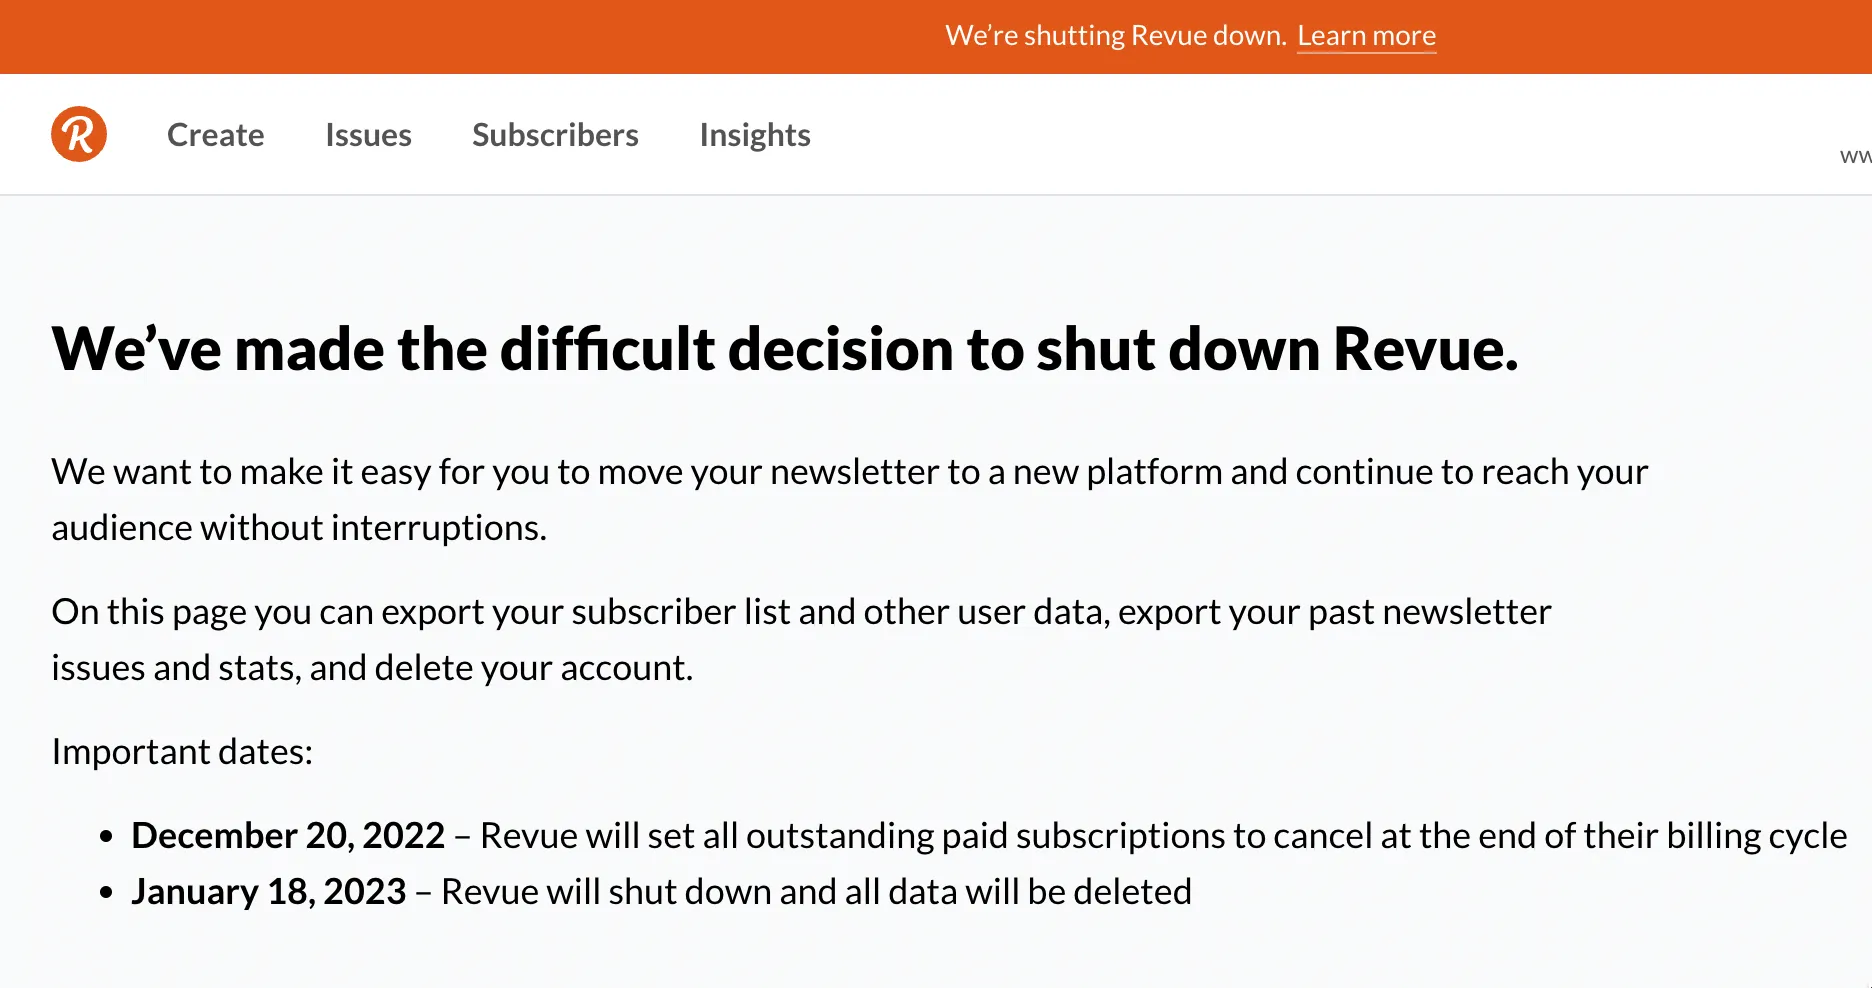 We’re shutting Revue down. Learn more
R Create Issues Subscribers Insights
ww
We’ve made the difficult decision to shut down Revue.
We want to make it easy for you to move your newsletter to a new platform and continue to reach your
audience without interruptions.
On this page you can export your subscriber list and other user data, export your past newsletter
issues and stats, and delete your account.
Important dates:
• December 20, 2022 – Revue will set all outstanding paid subscriptions to cancel at the end of their billing cycle
• January 18, 2023 – Revue will shut down and all data will be deleted